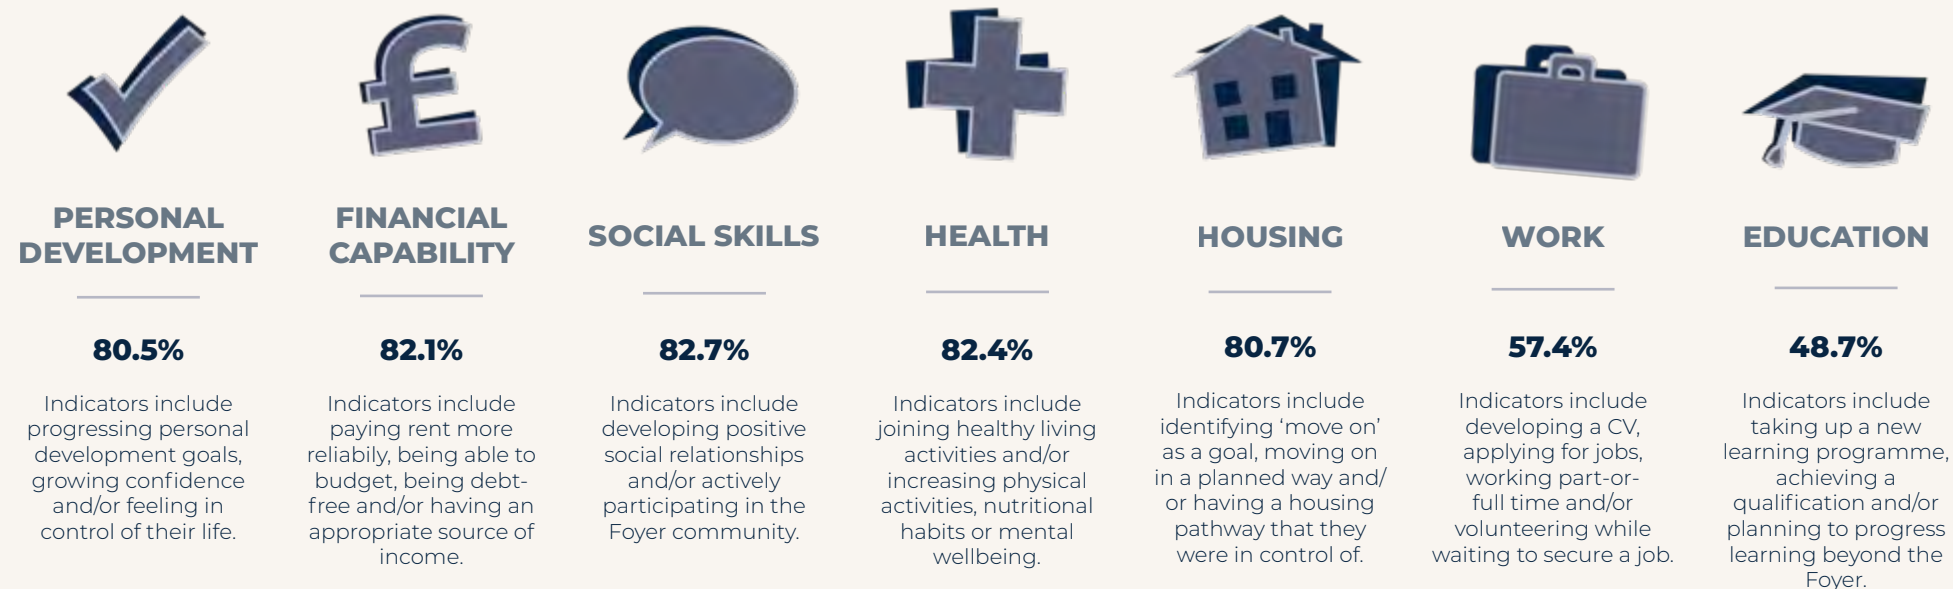 PERSONAL
DEVELOPMENT
80.5%
Indicators include
progressing personal
development goals,
growing confidence
and/or feeling in
control of their life.
FINANCIAL
CAPABILITY
82.1%
Indicators include
paying rent more
reliabily, being able to
budget, being debt-
free and/or having an
appropriate source of
income.
SOCIAL SKILLS
82.7%
Indicators include
developing positive
social relationships
and/or actively
participating in the
Foyer community.
HEALTH
82.4%
Indicators include
joining healthy living
activities and/or
increasing physical
activities, nutritional
habits or mental
wellbeing.
HOUSING
80.7%
Indicators include
identifying ‘move on’
as a goal, moving on
in a planned way and/
or having a housing
pathway that they
were in control of.
WORK
57.4%
Indicators include
developing a CV,
applying for jobs,
working part-or-
full time and/or
volunteering while
waiting to secure a job.
EDUCATION
48.7%
Indicators include
taking up a new
learning programme,
achieving a
qualification and/or
planning to progress
learning beyond the
Foyer.